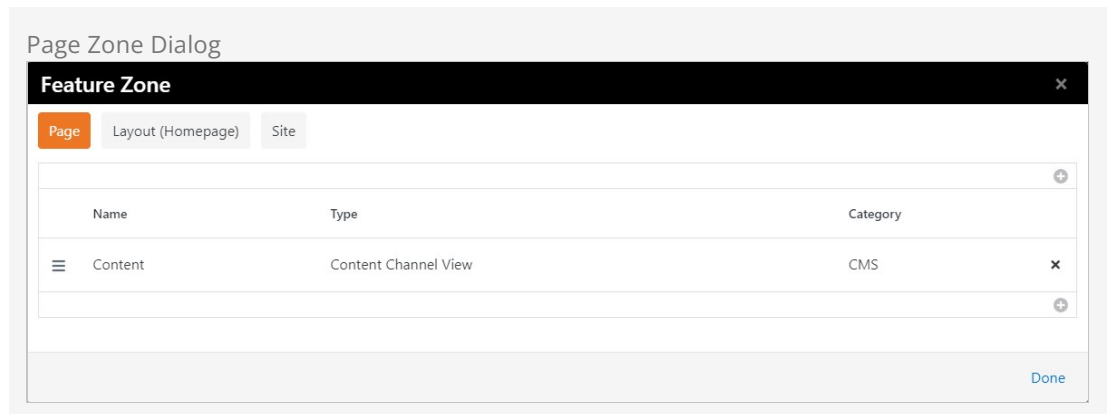 Page Zone Dialog
Feature Zone
Page Layout (Homepage) Site
Name Type Category
Content Content Channel View CMS
Done